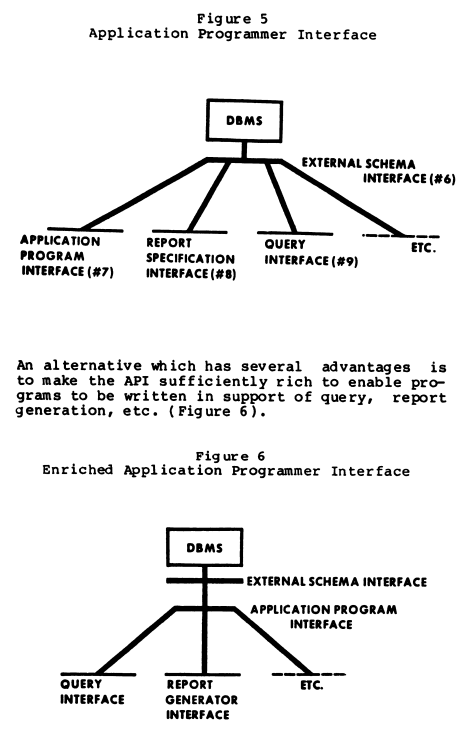 Figure 5
Application Programmer Interface
DBMS
EXTERNAL SCHEMA
INTERFACE (#6)
APPLICATION
PROGRAM
INTERFACE (#7)
REPORT
SPECIFICATION
INTERFACE (#8)
QUERY
INTERFACE (#9)
ETC.
An alternative which has several advantages is
to make the API sufficiently rich to enable pro-
grams to be written in support of query, report
generation, etc. (Figure 6).
Figure 6
Enriched Application Programmer Interface
DBMS
EXTERNAL SCHEMA INTERFACE
APPLICATION PROGRAM
INTERFACE
QUERY
INTERFACE
REPORT
GENERATOR
INTERFACE
ETC.